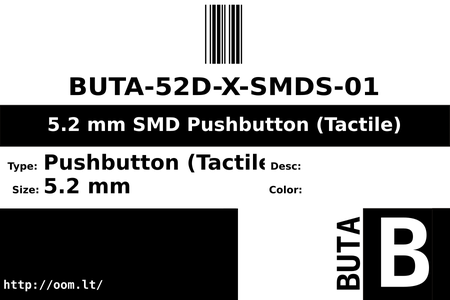 BUTA-52D-X-SMDS-01
5.2 mm SMD Pushbutton (Tactile)
Type: Pushbutton (Tactile Desc:
Size: 5.2 mm Color:
http://oom.lt/
BUTA
B